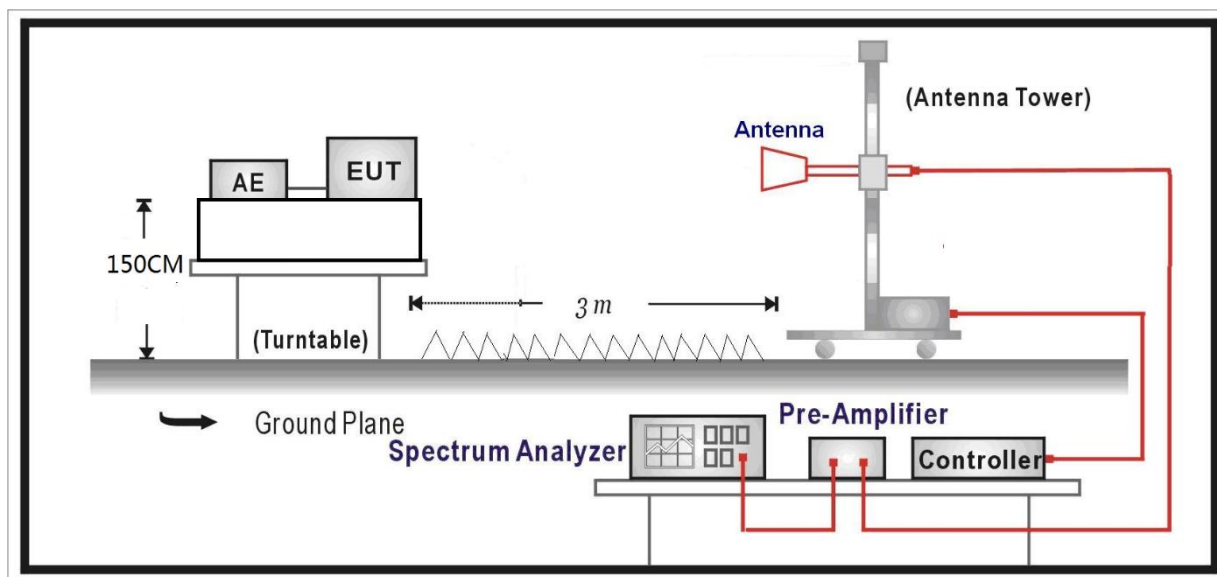 (Antenna Tower)
Antenna
EUT
AE
150CM
3 m
(Turntable)
Ground Plane
Pre-Amplifier
Spectrum Analyzer
Controller